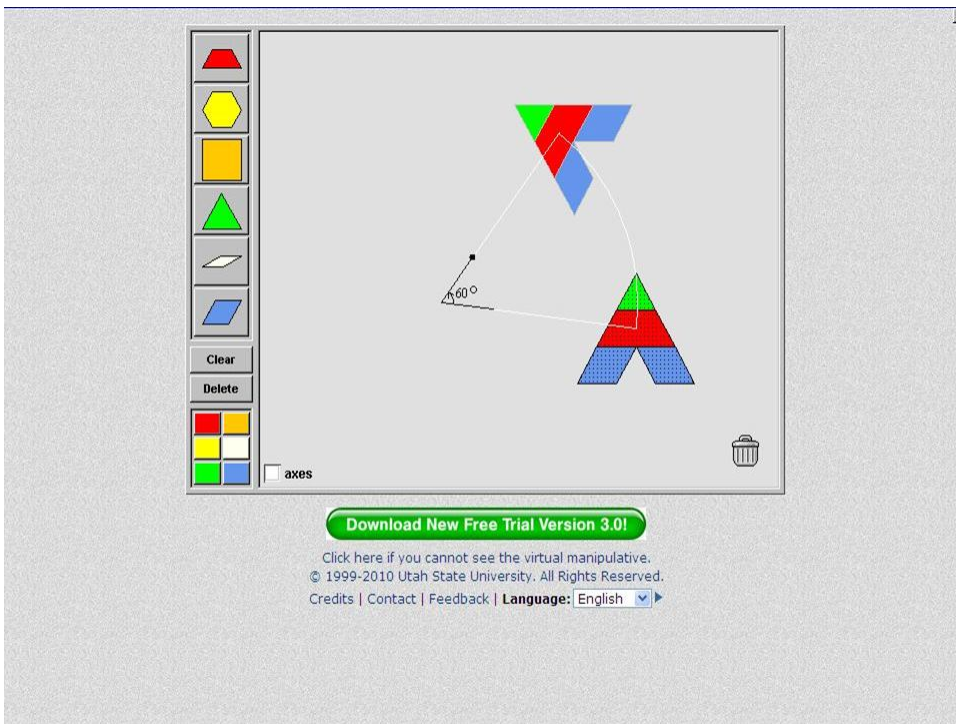 60°
Clear
Delete
axes
Download New Free Trial Version 3.0!
Click here if you cannot see the virtual manipulative.
© 1999-2010 Utah State University. All Rights Reserved.
Credits | Contact | Feedback | Language: English